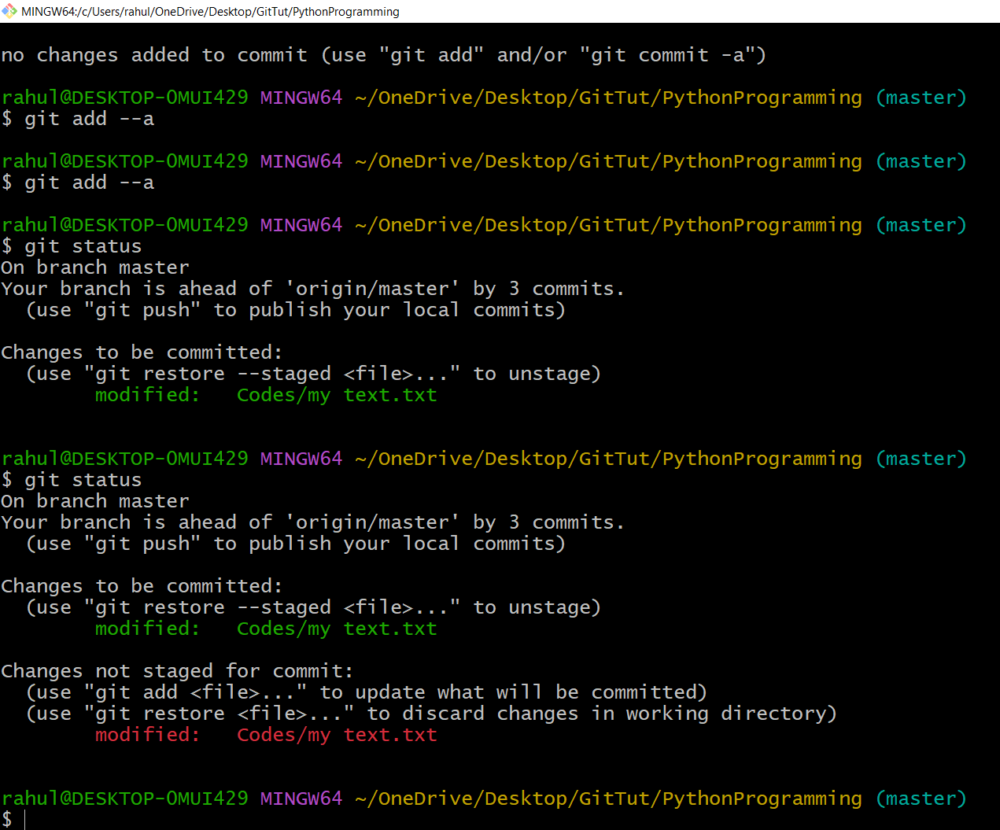 MINGW64:/c/Users/rahul/OneDrive/Desktop/GitTut/PythonProgramming
no changes added to commit (use "git add" and/or "git commit -a")
rahul@DESKTOP-OMUI429 MINGW64 ~/OneDrive/Desktop/GitTut/PythonProgramming (master)
$ git add --a
rahul@DESKTOP-OMUI429 MINGW64 ~/OneDrive/Desktop/GitTut/PythonProgramming (master)
$ git add --a
rahul@DESKTOP-OMUI429 MINGW64 ~/OneDrive/Desktop/GitTut/PythonProgramming (master)
$ git status
On branch master
Your branch is ahead of 'origin/master' by 3 commits.
  (use "git push" to publish your local commits)
Changes to be committed:
  (use "git restore --staged <file>..." to unstage)
        modified:   Codes/my text.txt
rahul@DESKTOP-OMUI429 MINGW64 ~/OneDrive/Desktop/GitTut/PythonProgramming (master)
$ git status
On branch master
Your branch is ahead of 'origin/master' by 3 commits.
  (use "git push" to publish your local commits)
Changes to be committed:
  (use "git restore --staged <file>..." to unstage)
        modified:   Codes/my text.txt
Changes not staged for commit:
  (use "git add <file>..." to update what will be committed)
  (use "git restore <file>..." to discard changes in working directory)
        modified:   Codes/my text.txt
rahul@DESKTOP-OMUI429 MINGW64 ~/OneDrive/Desktop/GitTut/PythonProgramming (master)
$